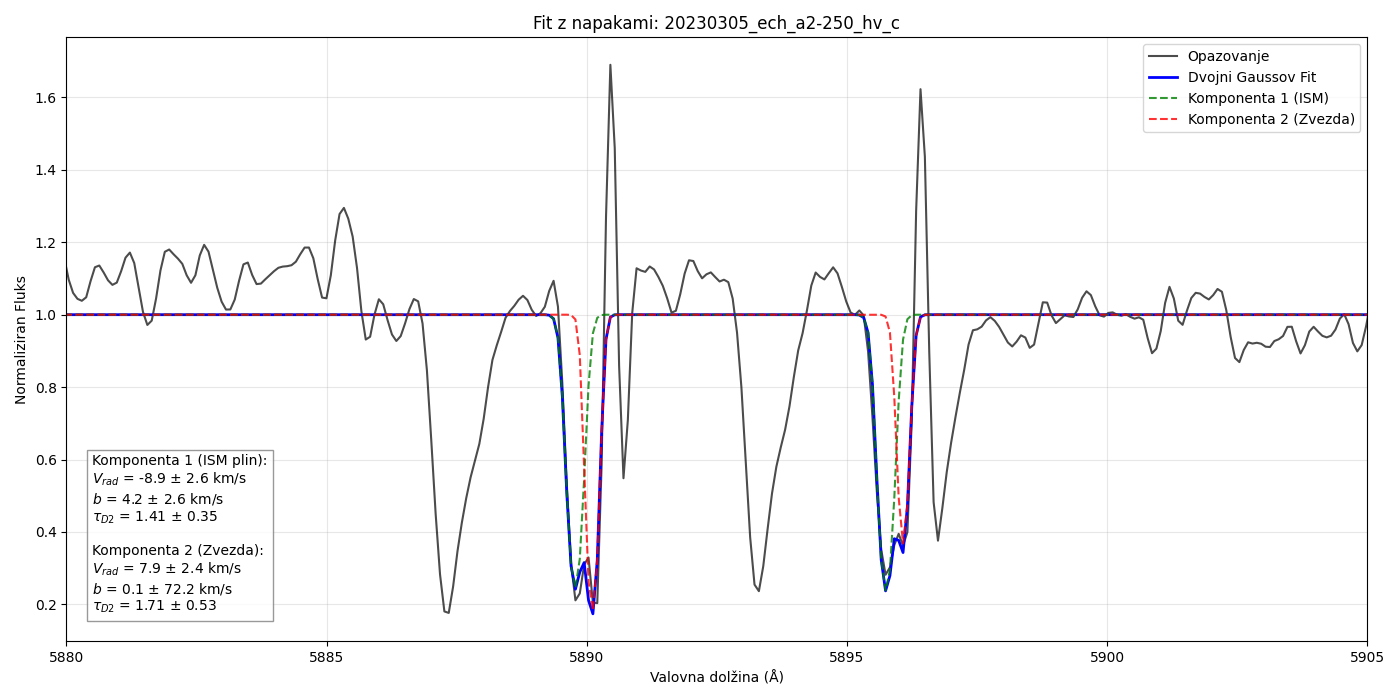 Fit z napakami: 20230305_ech_a2-250_hv_c
Normaliziran Fluks
1.6
1.4
1.2
1.0
0.8
0.6
0.4
0.2
Opazovanje
Dvojni Gaussov Fit
Komponenta 1 (ISM)
Komponenta 2 (Zvezda)
Komponenta 1 (ISM plin):
V_rad = -8.9 ± 2.6 km/s
b = 4.2 ± 2.6 km/s
τ_D2 = 1.41 ± 0.35
Komponenta 2 (Zvezda):
V_rad = 7.9 ± 2.4 km/s
b = 0.1 ± 72.2 km/s
τ_D2 = 1.71 ± 0.53
5880 5885 5890 5895 5900 5905
Valovna dolžina (Å)